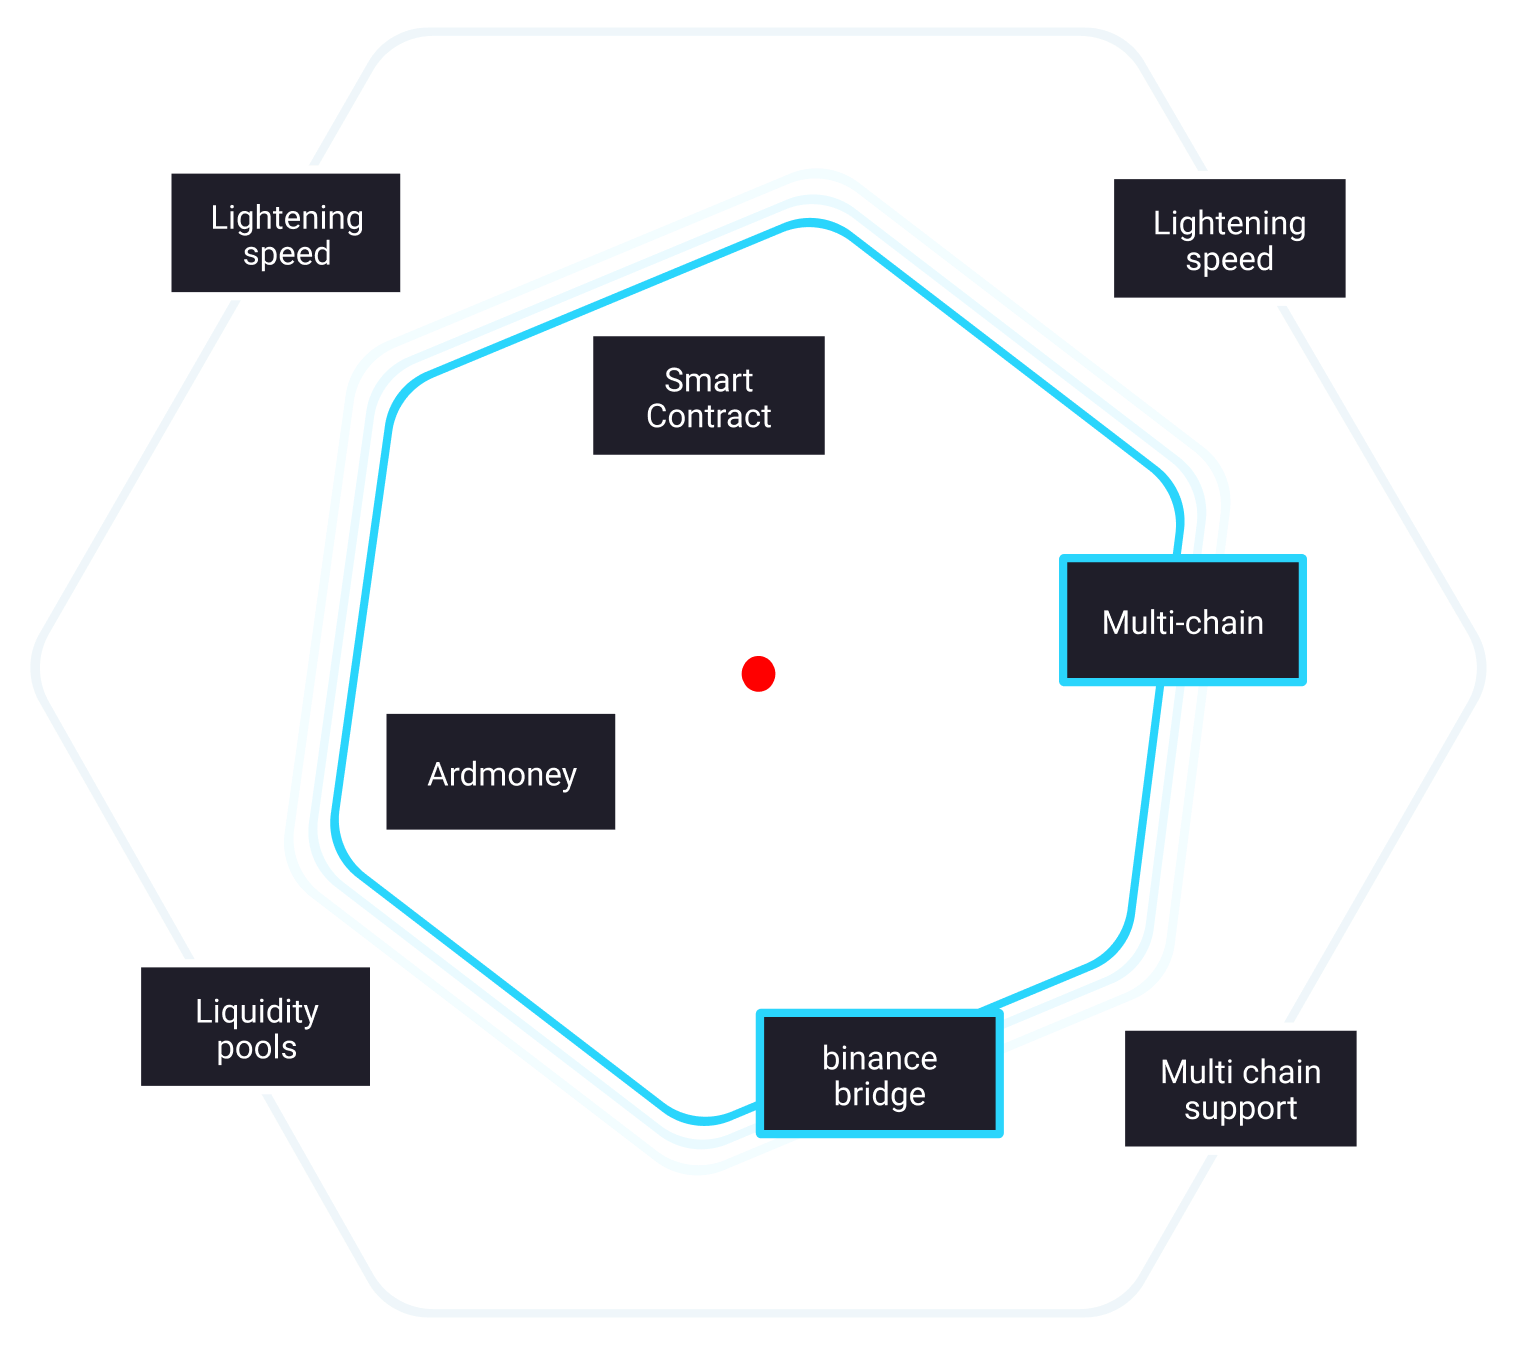 Lightening
speed
Lightening
speed
Smart
Contract
Multi-chain
Ardmoney
Liquidity
pools
binance
bridge
Multi chain
support